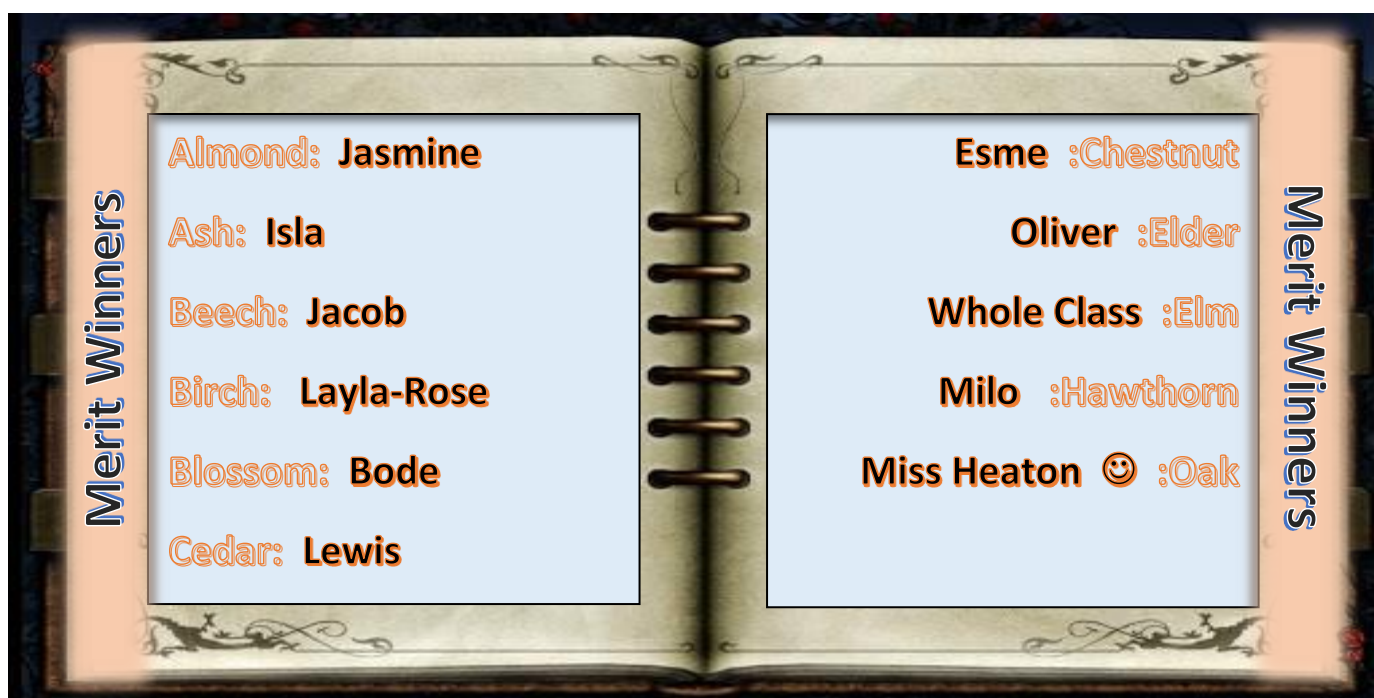 Merit Winners
Almond: Jasmine
Ash: Isla
Beech: Jacob
Birch: Layla-Rose
Blossom: Bode
Cedar: Lewis
Esme :Chestnut
Oliver :Elder
Whole Class :Elm
Milo :Hawthorn
Miss Heaton ☺ :Oak
Merit Winners